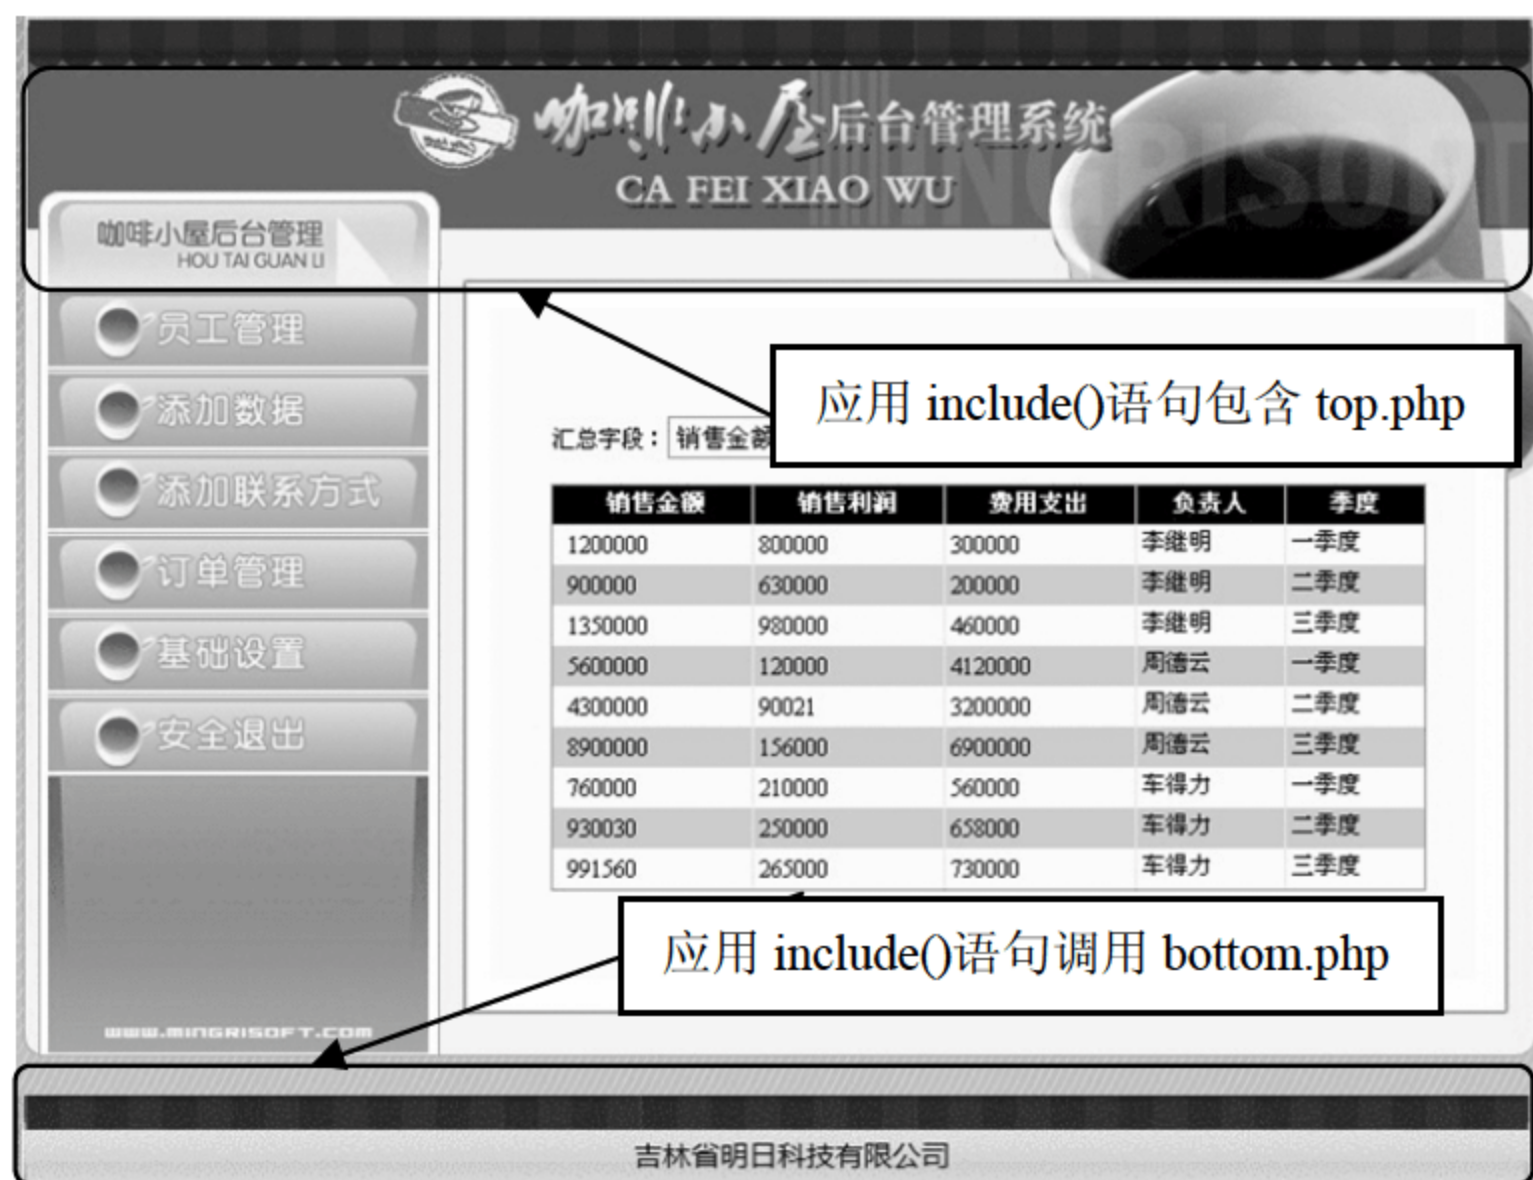 咖啡小屋后台管理系统
CA FEI XIAO WU
MINGRISOFT
咖啡小屋后台管理
HOU TAI GUAN LI
员工管理
添加数据
添加联系方式
订单管理
基础设置
安全退出
www.mingrisoft.com
应用 include()语句包含 top.php
汇总字段： 销售金额
销售金额 销售利润 费用支出 负责人 季度
1200000 800000 300000 李继明 一季度
900000 630000 200000 李继明 二季度
1350000 980000 460000 李继明 三季度
5600000 120000 4120000 周德云 一季度
4300000 90021 3200000 周德云 二季度
8900000 156000 6900000 周德云 三季度
760000 210000 560000 车得力 一季度
930030 250000 658000 车得力 二季度
991560 265000 730000 车得力 三季度
应用 include()语句调用 bottom.php
吉林省明日科技有限公司